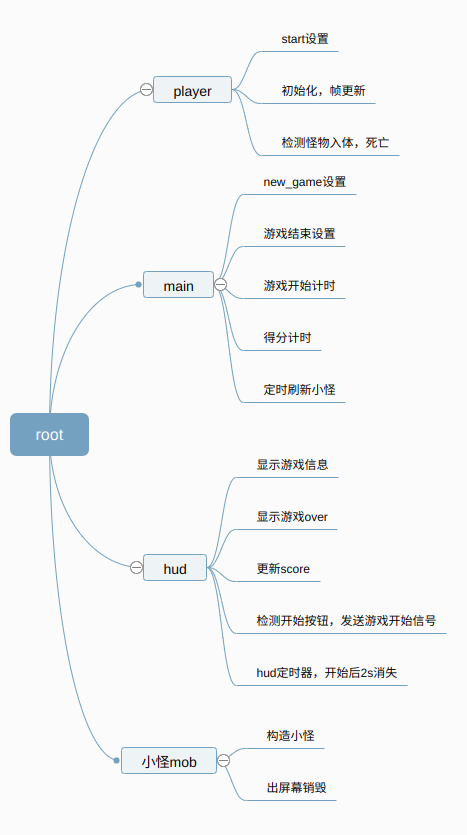 root
player
start设置
初始化，帧更新
检测怪物入体，死亡
main
new_game设置
游戏结束设置
游戏开始计时
得分计时
定时刷新小怪
hud
显示游戏信息
显示游戏over
更新score
检测开始按钮，发送游戏开始信号
hud定时器，开始后2s消失
小怪mob
构造小怪
出屏幕销毁